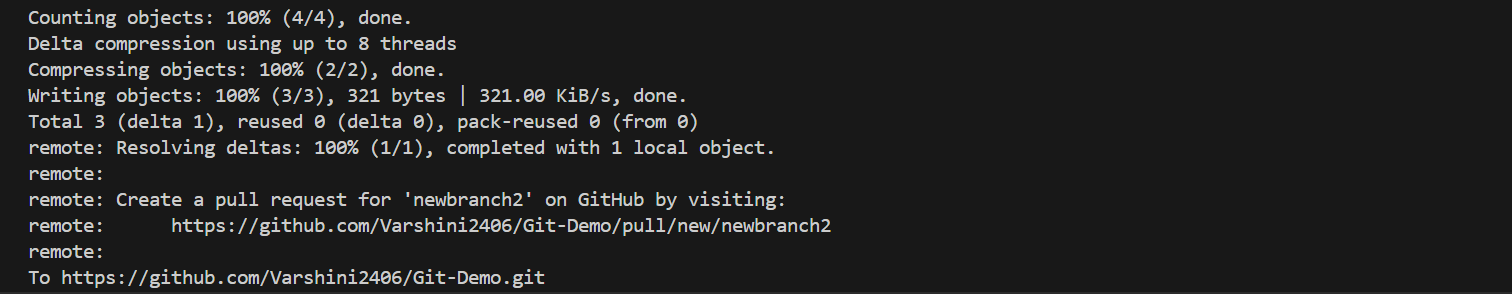 Counting objects: 100% (4/4), done.
Delta compression using up to 8 threads
Compressing objects: 100% (2/2), done.
Writing objects: 100% (3/3), 321 bytes | 321.00 KiB/s, done.
Total 3 (delta 1), reused 0 (delta 0), pack-reused 0 (from 0)
remote: Resolving deltas: 100% (1/1), completed with 1 local object.
remote:
remote: Create a pull request for 'newbranch2' on GitHub by visiting:
remote:      https://github.com/Varshini2406/Git-Demo/pull/new/newbranch2
remote:
To https://github.com/Varshini2406/Git-Demo.git